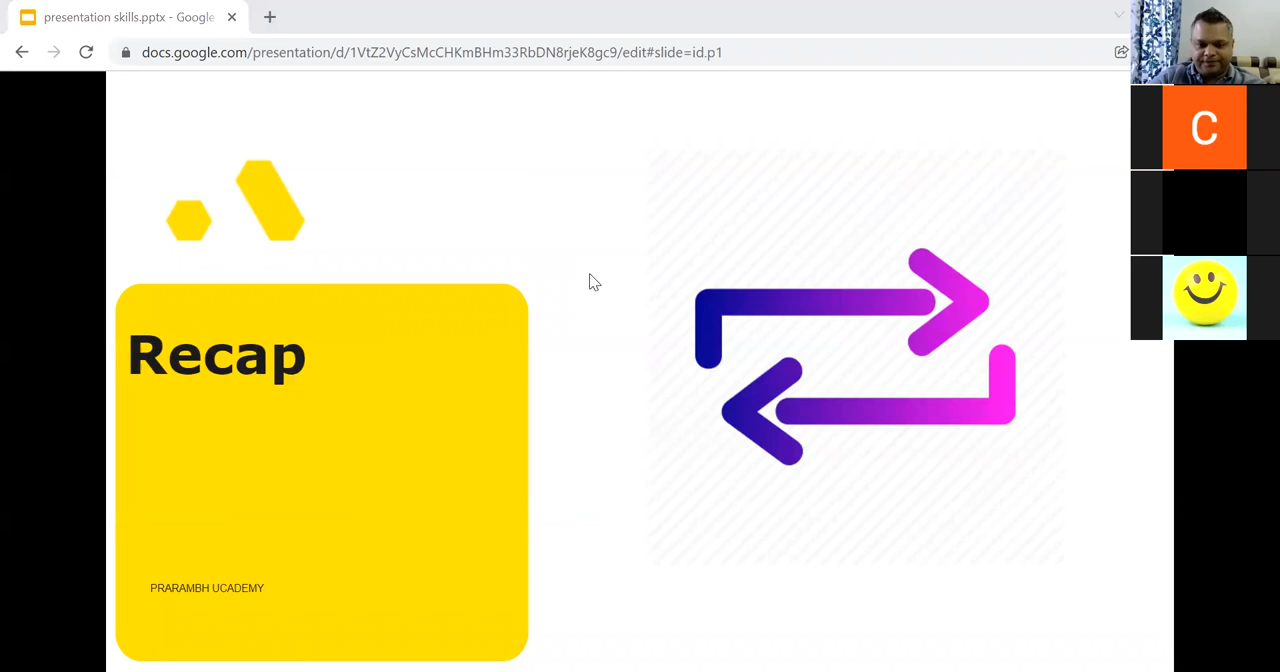 presentation skills.pptx - Google
docs.google.com/presentation/d/1VtZ2VyCsMcCHKmBHm33RbDN8rjeK8gc9/edit#slide=id.p1
C
Recap
PRARAMBH UCADEMY